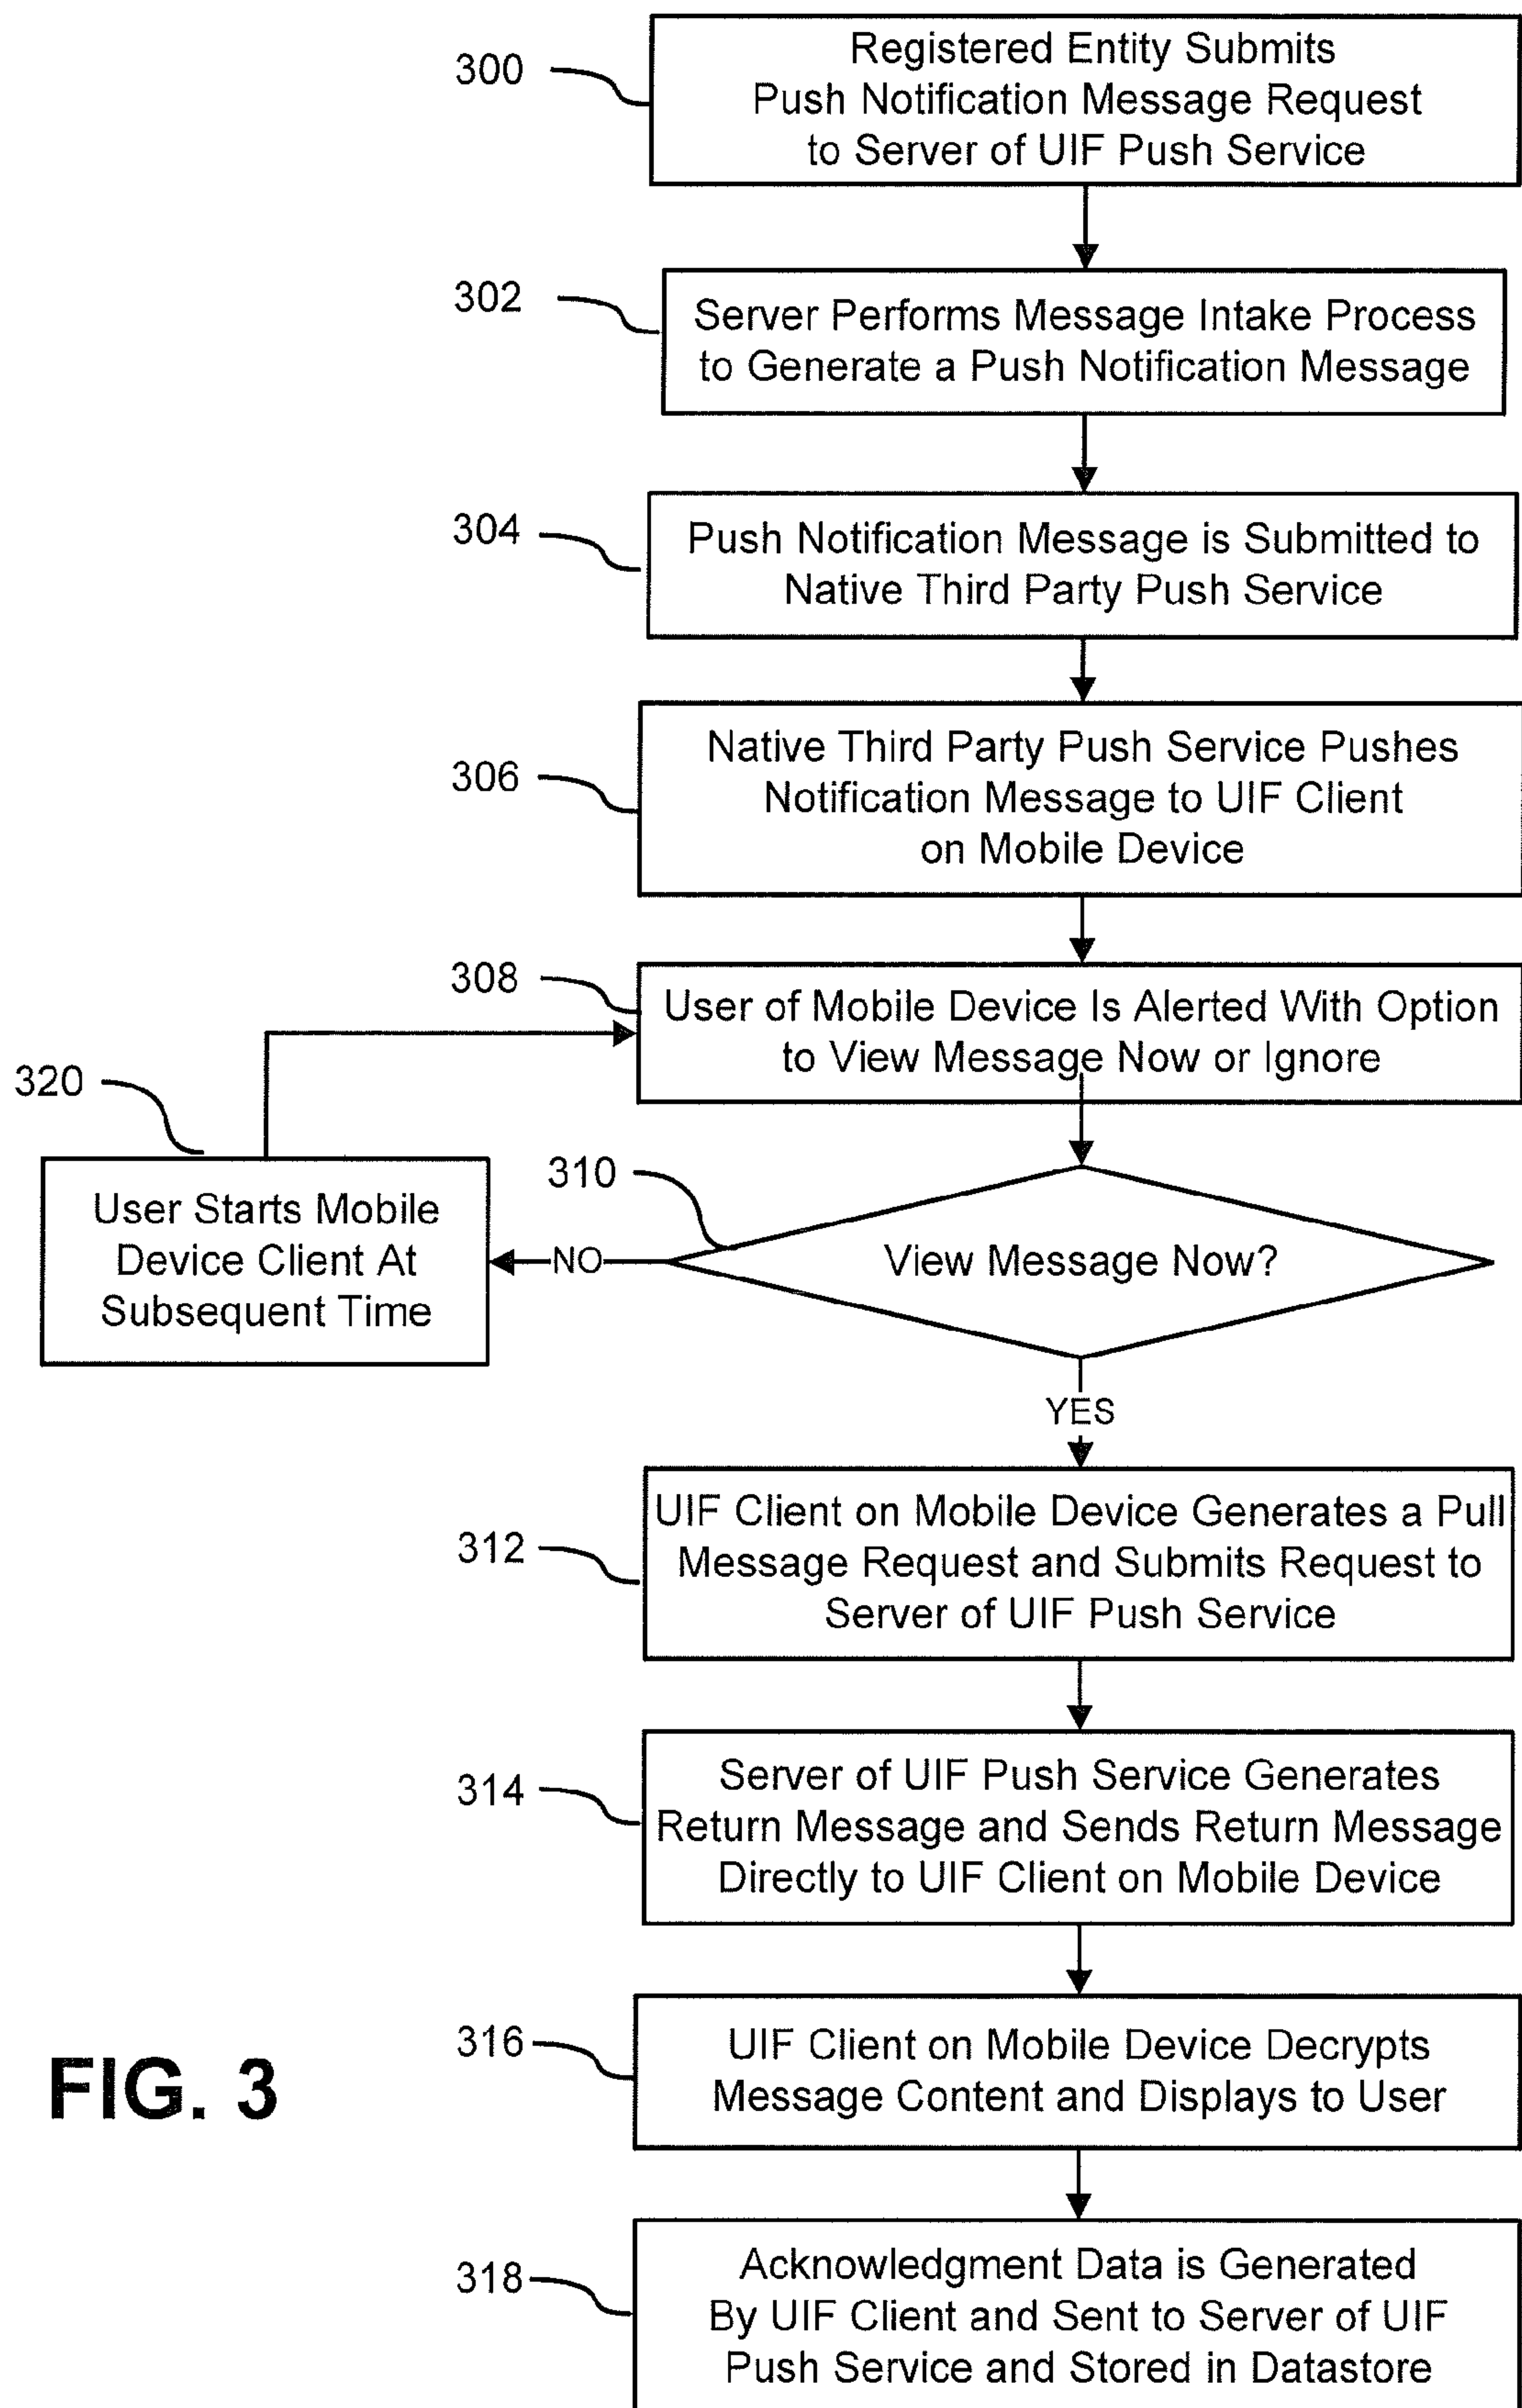 300
Registered Entity Submits
Push Notification Message Request
to Server of UIF Push Service
302
Server Performs Message Intake Process
to Generate a Push Notification Message
304
Push Notification Message is Submitted to
Native Third Party Push Service
306
Native Third Party Push Service Pushes
Notification Message to UIF Client
on Mobile Device
308
User of Mobile Device Is Alerted With Option
to View Message Now or Ignore
320
User Starts Mobile
Device Client At
Subsequent Time
310
NO
View Message Now?
YES
312
UIF Client on Mobile Device Generates a Pull
Message Request and Submits Request to
Server of UIF Push Service
314
Server of UIF Push Service Generates
Return Message and Sends Return Message
Directly to UIF Client on Mobile Device
316
UIF Client on Mobile Device Decrypts
Message Content and Displays to User
FIG. 3
318
Acknowledgment Data is Generated
By UIF Client and Sent to Server of UIF
Push Service and Stored in Datastore